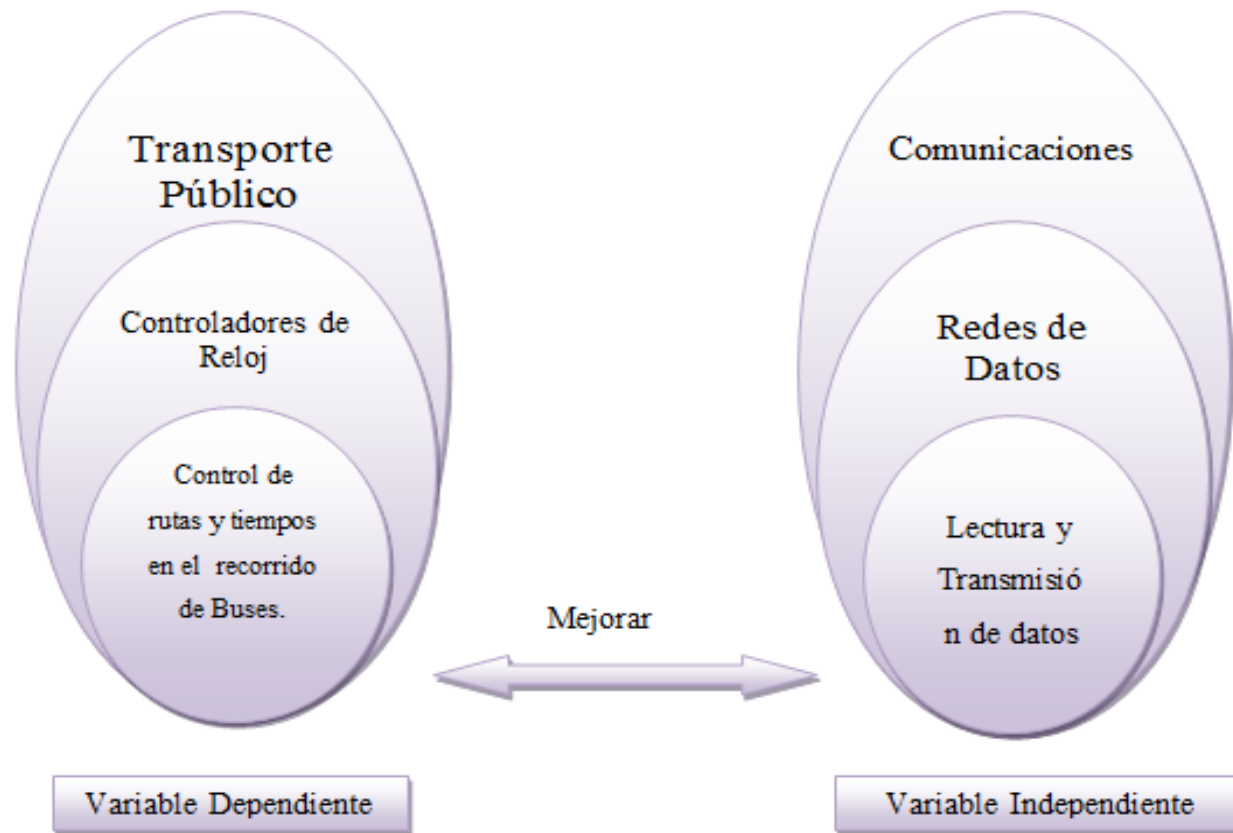 Transporte
Público
Controladores de
Reloj
Control de
rutas y tiempos
en el recorrido
de Buses.
Mejorar
Comunicaciones
Redes de
Datos
Lectura y
Transmisió
n de datos
Variable Dependiente
Variable Independiente